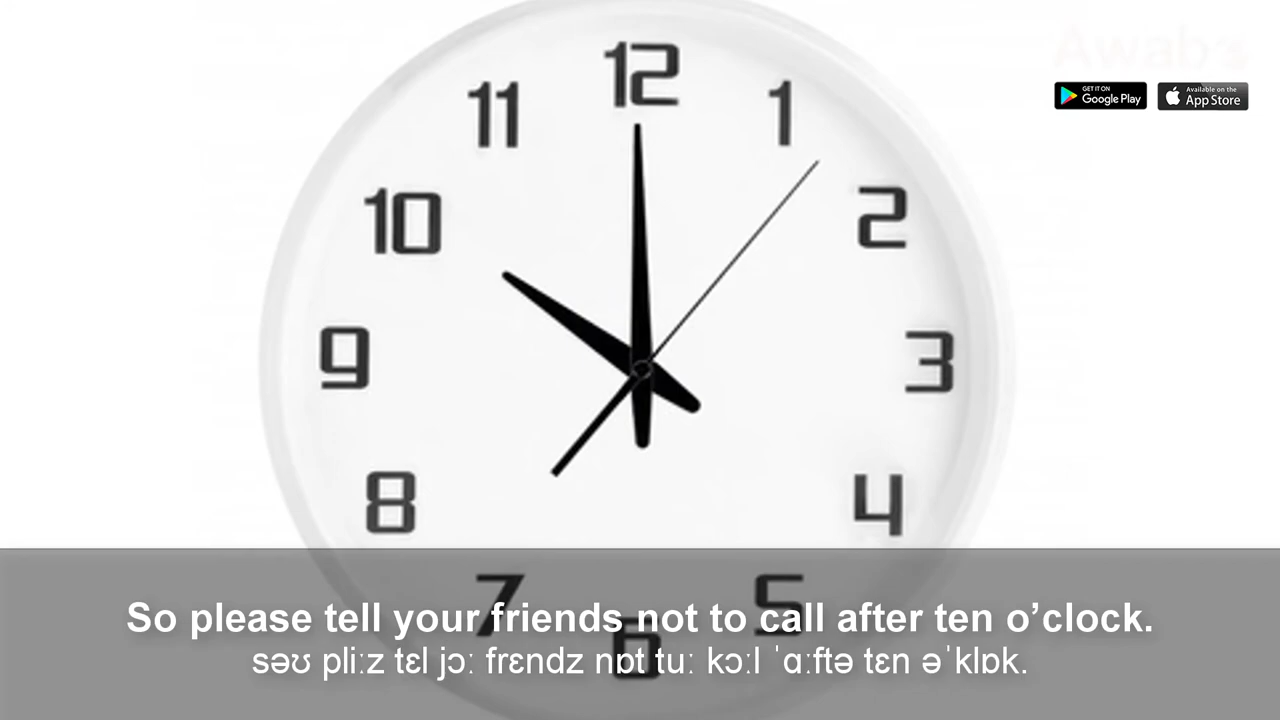 Awabe
GET IT ON
Google Play
Available on the
App Store
12
11
1
10
2
9
3
8
4
7
5
6
So please tell your friends not to call after ten o’clock.
səʊ pliːz tɛl jɔː frɛndz nɒt tuː kɔːl ˈɑːftə tɛn əˈklɒk.